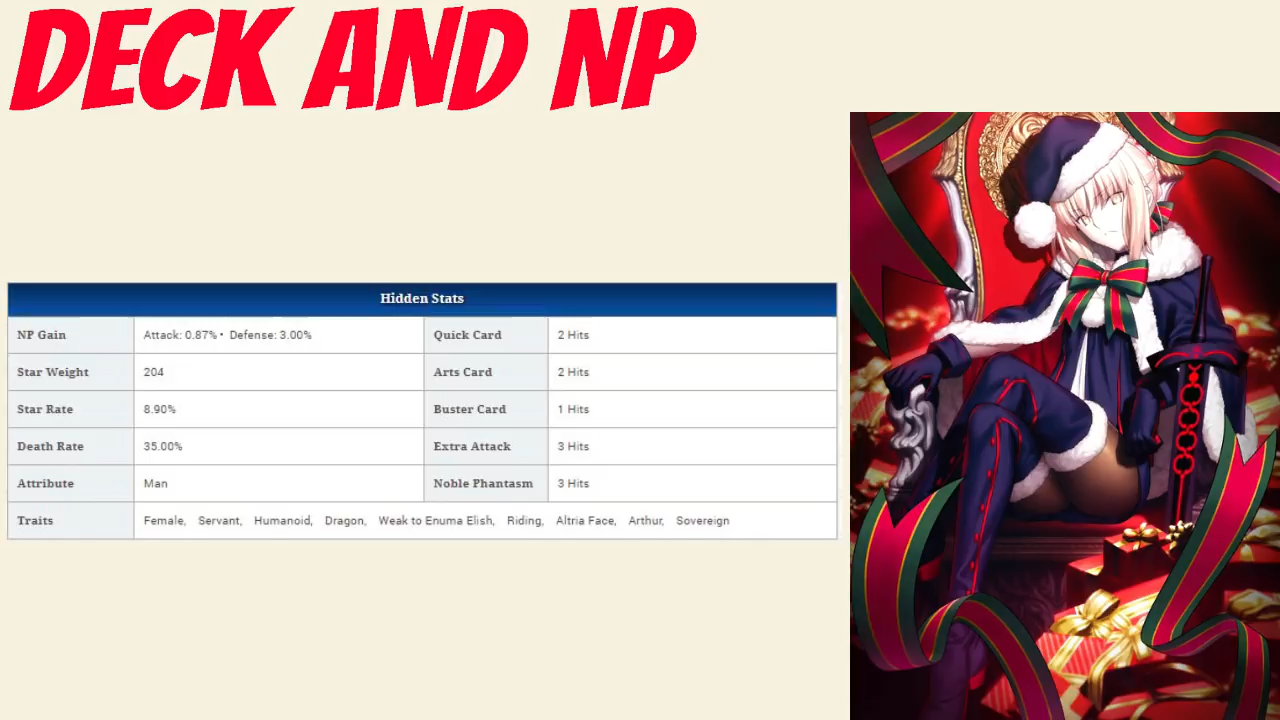 DECK AND NP
Hidden Stats
NP Gain Attack: 0.87% • Defense: 3.00% Quick Card 2 Hits
Star Weight 204 Arts Card 2 Hits
Star Rate 8.90% Buster Card 1 Hits
Death Rate 35.00% Extra Attack 3 Hits
Attribute Man Noble Phantasm 3 Hits
Traits Female, Servant, Humanoid, Dragon, Weak to Enuma Elish, Riding, Altria Face, Arthur, Sovereign